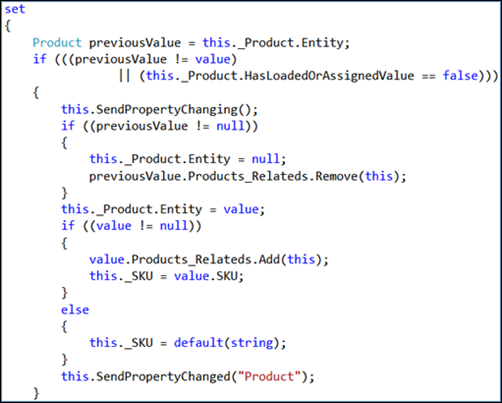 set
{
    Product previousValue = this._Product.Entity;
    if (((previousValue != value)
                || (this._Product.HasLoadedOrAssignedValue == false)))
    {
        this.SendPropertyChanging();
        if ((previousValue != null))
        {
            this._Product.Entity = null;
            previousValue.Products_Relateds.Remove(this);
        }
        this._Product.Entity = value;
        if ((value != null))
        {
            value.Products_Relateds.Add(this);
            this._SKU = value.SKU;
        }
        else
        {
            this._SKU = default(string);
        }
        this.SendPropertyChanged("Product");
    }